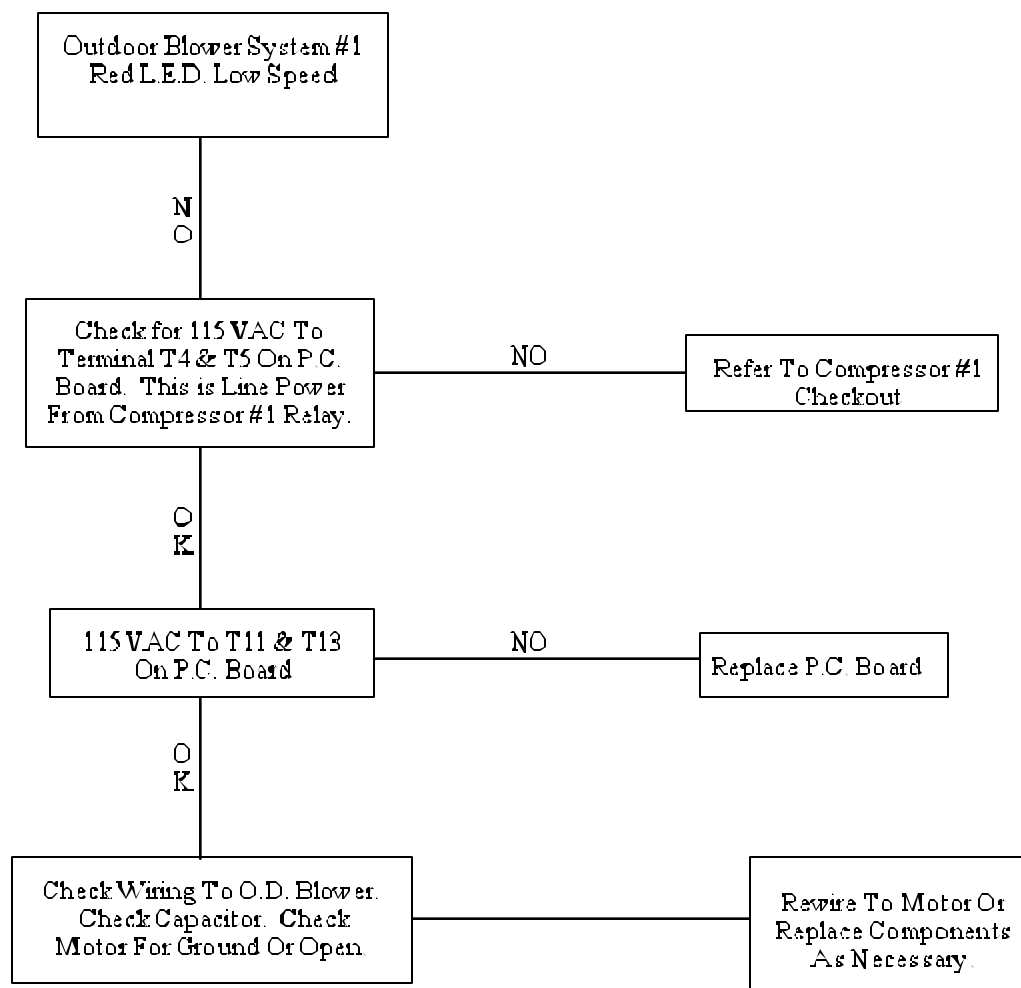 Outdoor Blower System #1
Red L.E.D. Low Speed
N
O
Check for 115 VAC To
Terminal T4 & T5 On P.C.
Board. This is Line Power
From Compressor #1 Relay.
NO
Refer To Compressor #1
Checkout
O
K
115 VAC To T11 & T13
On P.C. Board
NO
Replace P.C. Board
O
K
Check Wiring To O.D. Blower.
Check Capacitor. Check
Motor For Ground Or Open.
Rewire To Motor Or
Replace Components
As Necessary.